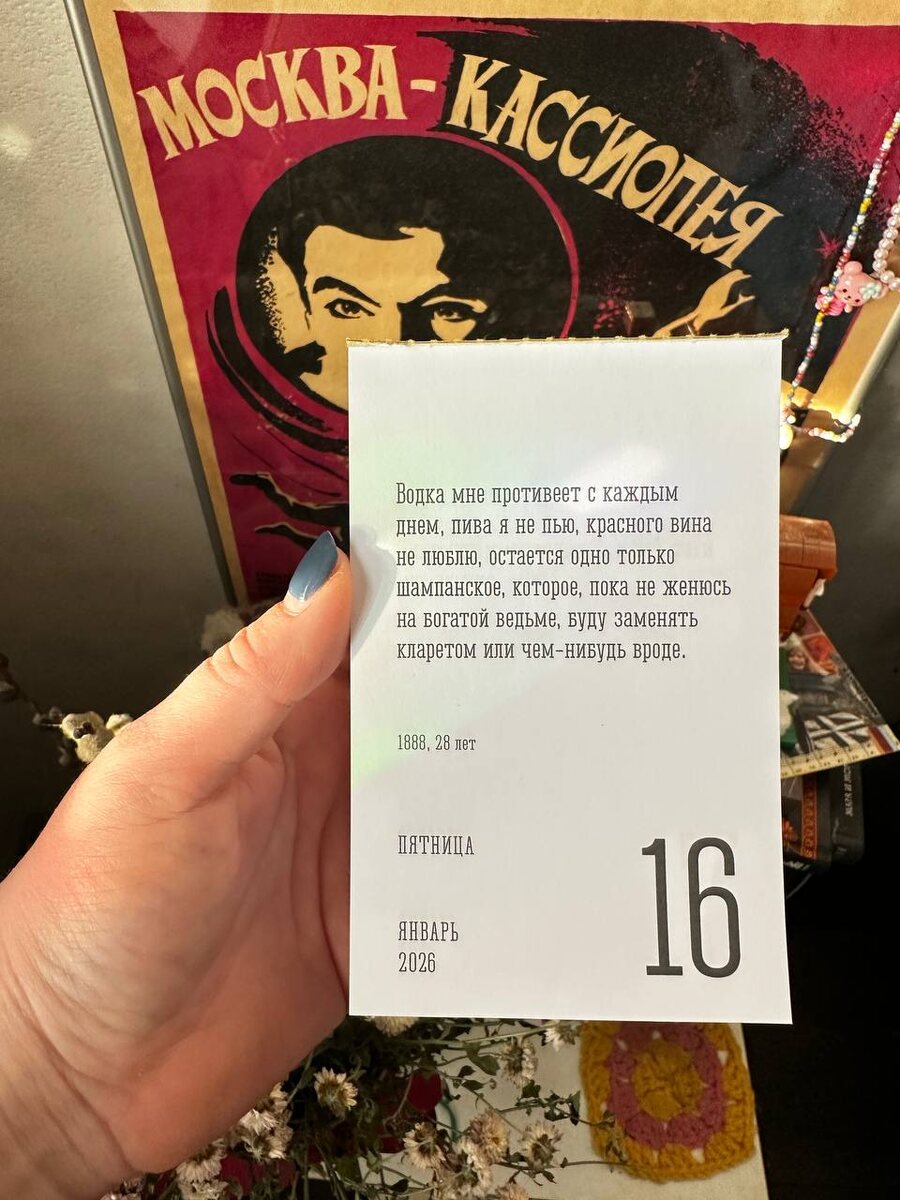 МОСКВА-КАССИОПЕЯ
Водка мне противеет с каждым
днем, пива я не пью, красного вина
не люблю, остается одно только
шампанское, которое, пока не женюсь
на богатой ведьме, буду заменять
кларетом или чем-нибудь вроде.
1888, 28 лет
ПЯТНИЦА
16
ЯНВАРЬ
2026